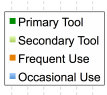 Primary Tool
Secondary Tool
Frequent Use
Occasional Use